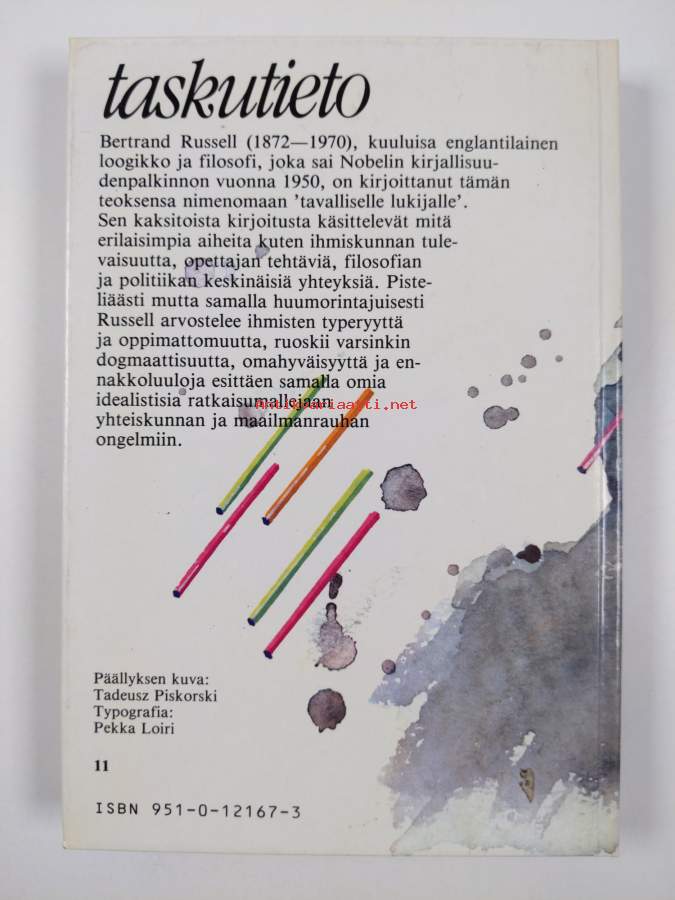 taskutieto
Bertrand Russell (1872—1970), kuuluisa englantilainen
loogikko ja filosofi, joka sai Nobelin kirjallisuu-
denpalkinnon vuonna 1950, on kirjoittanut tämän
teoksensa nimenomaan 'tavalliselle lukijalle'.
Sen kaksitoista kirjoitusta käsittelevät mitä
erilaisimpia aiheita kuten ihmiskunnan tule-
vaisuutta, opettajan tehtäviä, filosofian
ja politiikan keskinäisiä yhteyksiä. Piste-
liäästi mutta samalla huumorintajuisesti
Russell arvostelee ihmisten typeryyttä
ja oppimattomuutta, ruoskii varsinkin
dogmaattisuutta, omahyväisyyttä ja en-
nakkoluuloja esittäen samalla omia
idealistisia ratkaisumallejaan
Antikvariaatti.net
yhteiskunnan ja maailmanrauhan
ongelmiin.
Päällyksen kuva:
Tadeusz Piskorski
Typografia:
Pekka Loiri
11
ISBN 951-0-12167-3